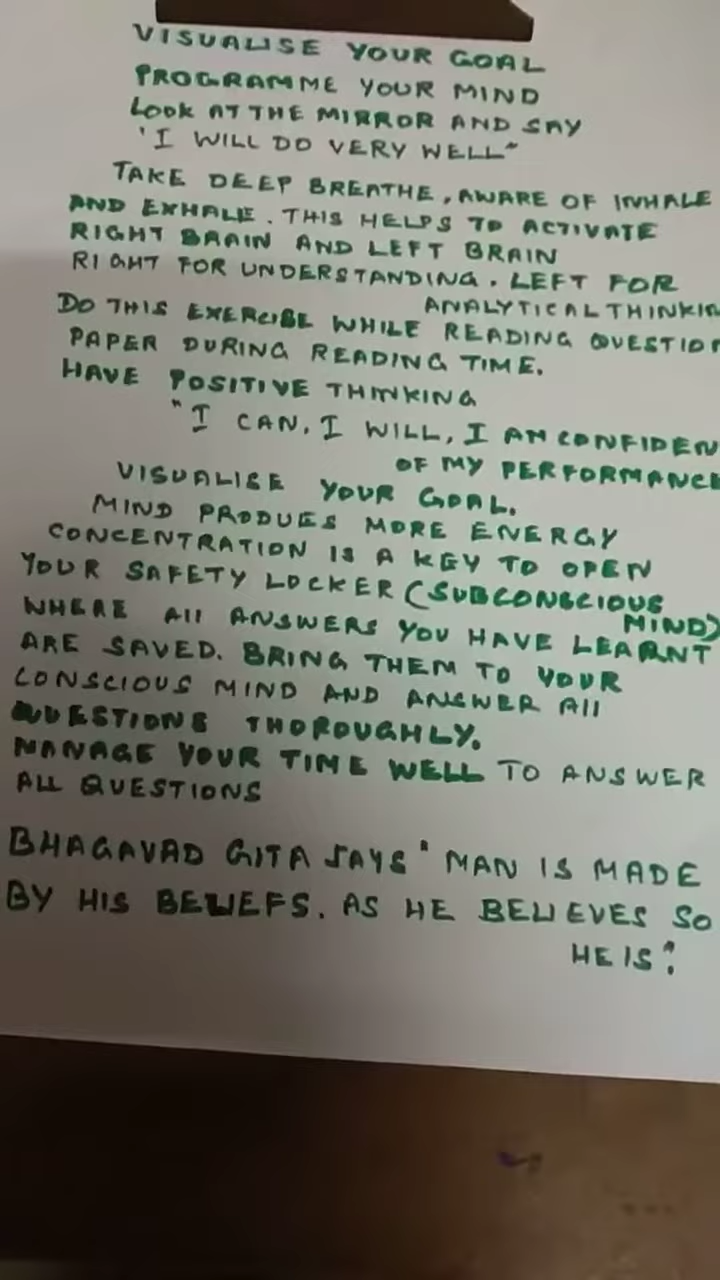 VISUALISE YOUR GOAL
PROGRAMME YOUR MIND
LOOK AT THE MIRROR AND SAY
'I WILL DO VERY WELL"
TAKE DEEP BREATHE, AWARE OF INHALE
AND EXHALE. THIS HELPS TO ACTIVATE
RIGHT BRAIN AND LEFT BRAIN
RIGHT FOR UNDERSTANDING. LEFT FOR
ANALYTICAL THINKIN
DO THIS EXERCISE WHILE READING QUESTION
PAPER DURING READING TIME.
HAVE POSITIVE THINKING
"I CAN, I WILL, I AM CONFIDEN
OF MY PERFORMANCE
VISUALISE YOUR GOAL.
MIND PRODUES MORE ENERGY
CONCENTRATION IS A KEY TO OPEN
YOUR SAFETY LOCKER (SUBCONSCIOUS
MIND)
WHERE All ANSWERS YOU HAVE LEARNT
ARE SAVED. BRING THEM TO YOUR
CONSCIOUS MIND AND ANSWER All
QUESTIONS THOROUGHLY.
MANAGE YOUR TIME WELL TO ANSWER
ALL QUESTIONS
BHAGAVAD GITA SAYS "MAN IS MADE
BY HIS BELIEFS. AS HE BELIEVES SO
HE IS".